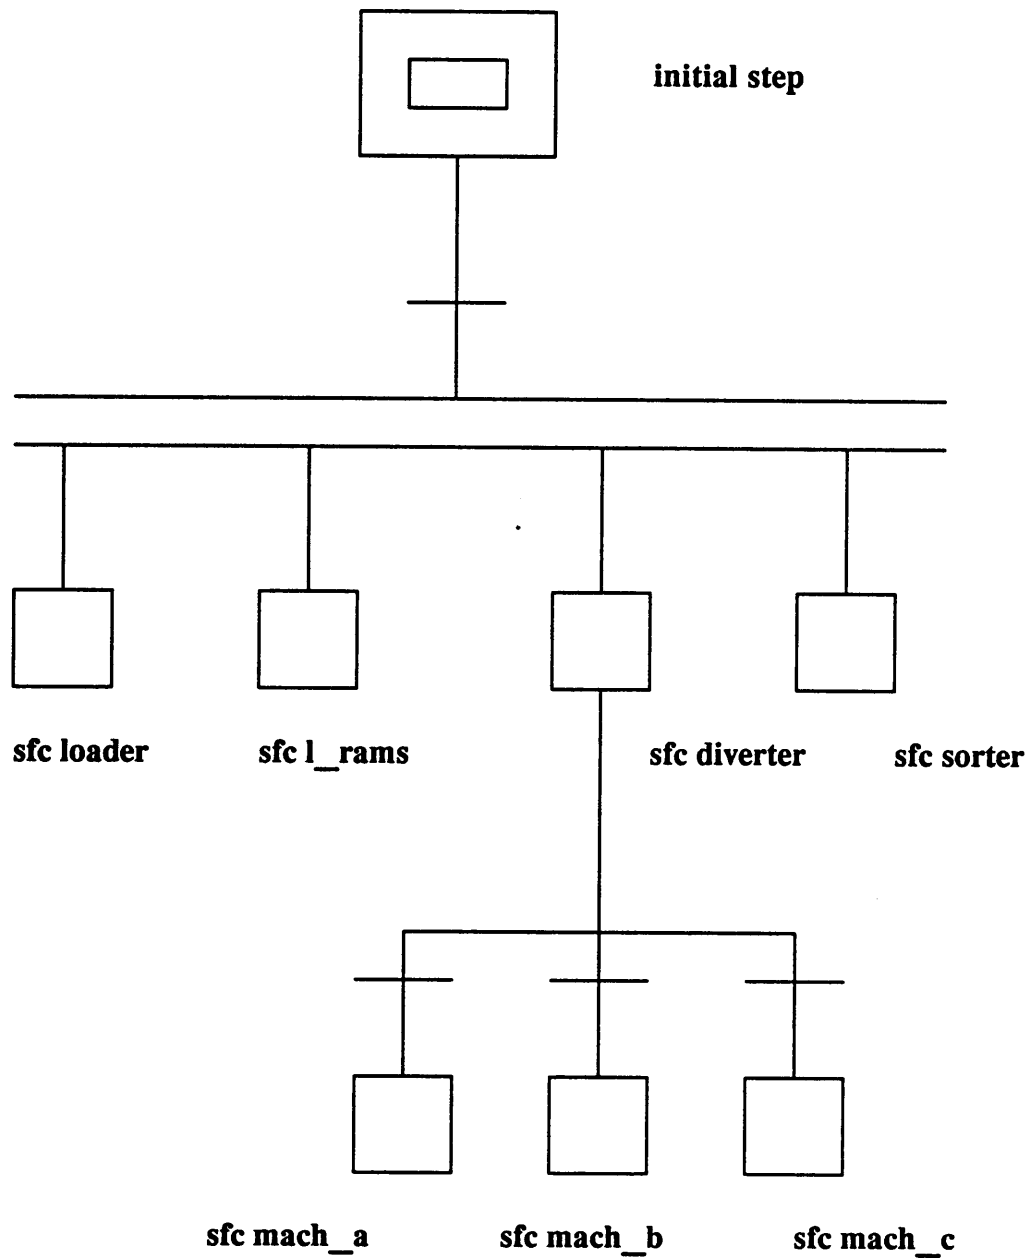 initial step
sfc loader
sfc l_rams
sfc diverter
sfc sorter
sfc mach_a
sfc mach_b
sfc mach_c